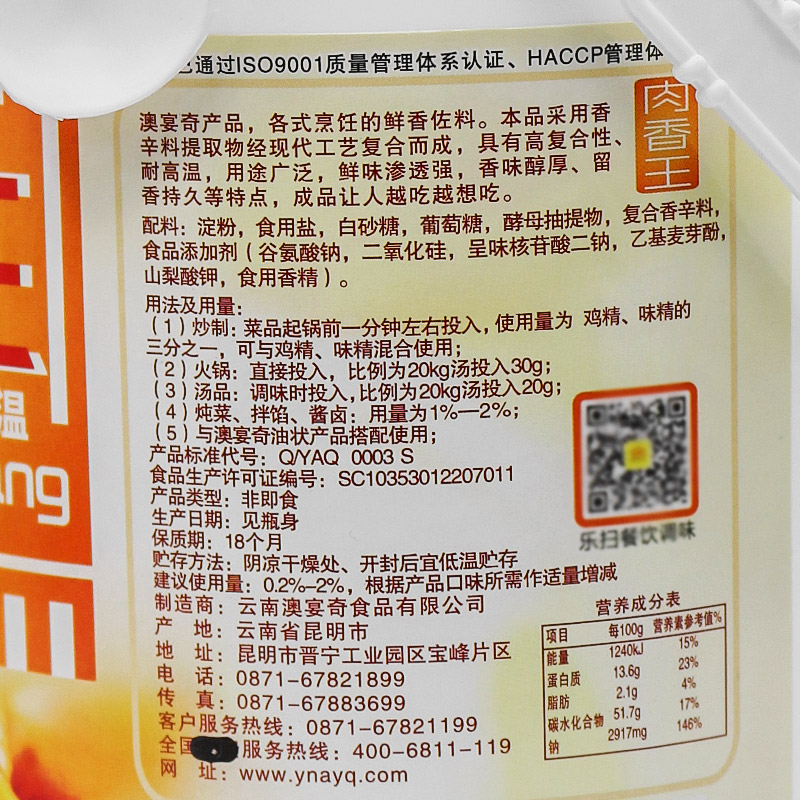 已通过ISO9001质量管理体系认证、HACCP管理体
肉香王
澳宴奇产品，各式烹饪的鲜香佐料。本品采用香
辛料提取物经现代工艺复合而成，具有高复合性、
耐高温，用途广泛，鲜味渗透强，香味醇厚、留
香持久等特点，成品让人越吃越想吃。
配料：淀粉，食用盐，白砂糖，葡萄糖，酵母抽提物，复合香辛料，
食品添加剂（谷氨酸钠，二氧化硅，呈味核苷酸二钠，乙基麦芽酚，
山梨酸钾，食用香精）。
用法及用量：
（1）炒制：菜品起锅前一分钟左右投入，使用量为 鸡精、味精的
三分之一，可与鸡精、味精混合使用；
（2）火锅：直接投入，比例为20kg汤投入30g；
（3）汤品：调味时投入，比例为20kg汤投入20g；
（4）炖菜、拌馅、酱卤：用量为1%—2%；
（5）与澳宴奇油状产品搭配使用；
产品标准代号：Q/YAQ 0003 S
食品生产许可证编号：SC10353012207011
产品类型：非即食
生产日期：见瓶身
保质期：18个月
贮存方法：阴凉干燥处、开封后宜低温贮存
建议使用量：0.2%–2%，根据产品口味所需作适量增减
制造商：云南澳宴奇食品有限公司
产 地：云南省昆明市
地 址：昆明市晋宁工业园区宝峰片区
电 话：0871-67821899
传 真：0871-67883699
客户服务热线：0871-67821199
全国 服务热线：400-6811-119
网 址：www.ynayq.com
乐扫餐饮调味
营养成分表
项目 每100g 营养素参考值%
能量 1240kJ 15%
蛋白质 13.6g 23%
脂肪 2.1g 4%
碳水化合物 51.7g 17%
钠 2917mg 146%
温
ang